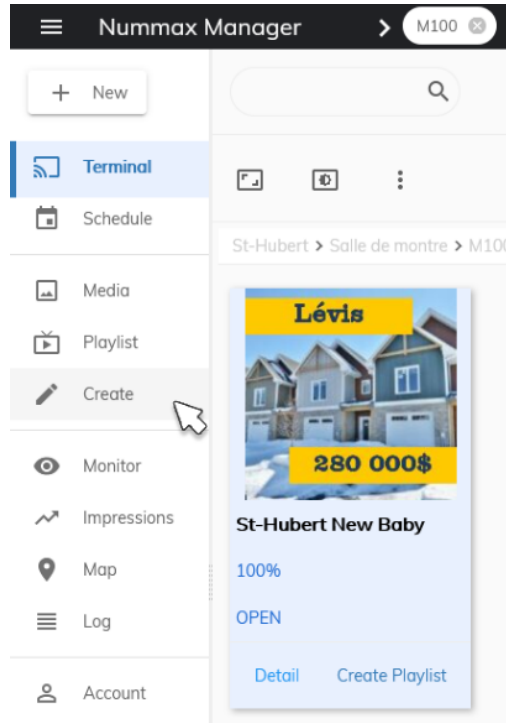 Nummax Manager
M100
New
Terminal
Schedule
Media
Playlist
Create
Monitor
Impressions
Map
Log
Account
St-Hubert > Salle de montre > M100
Lévis
280 000$
St-Hubert New Baby
100%
OPEN
Detail
Create Playlist